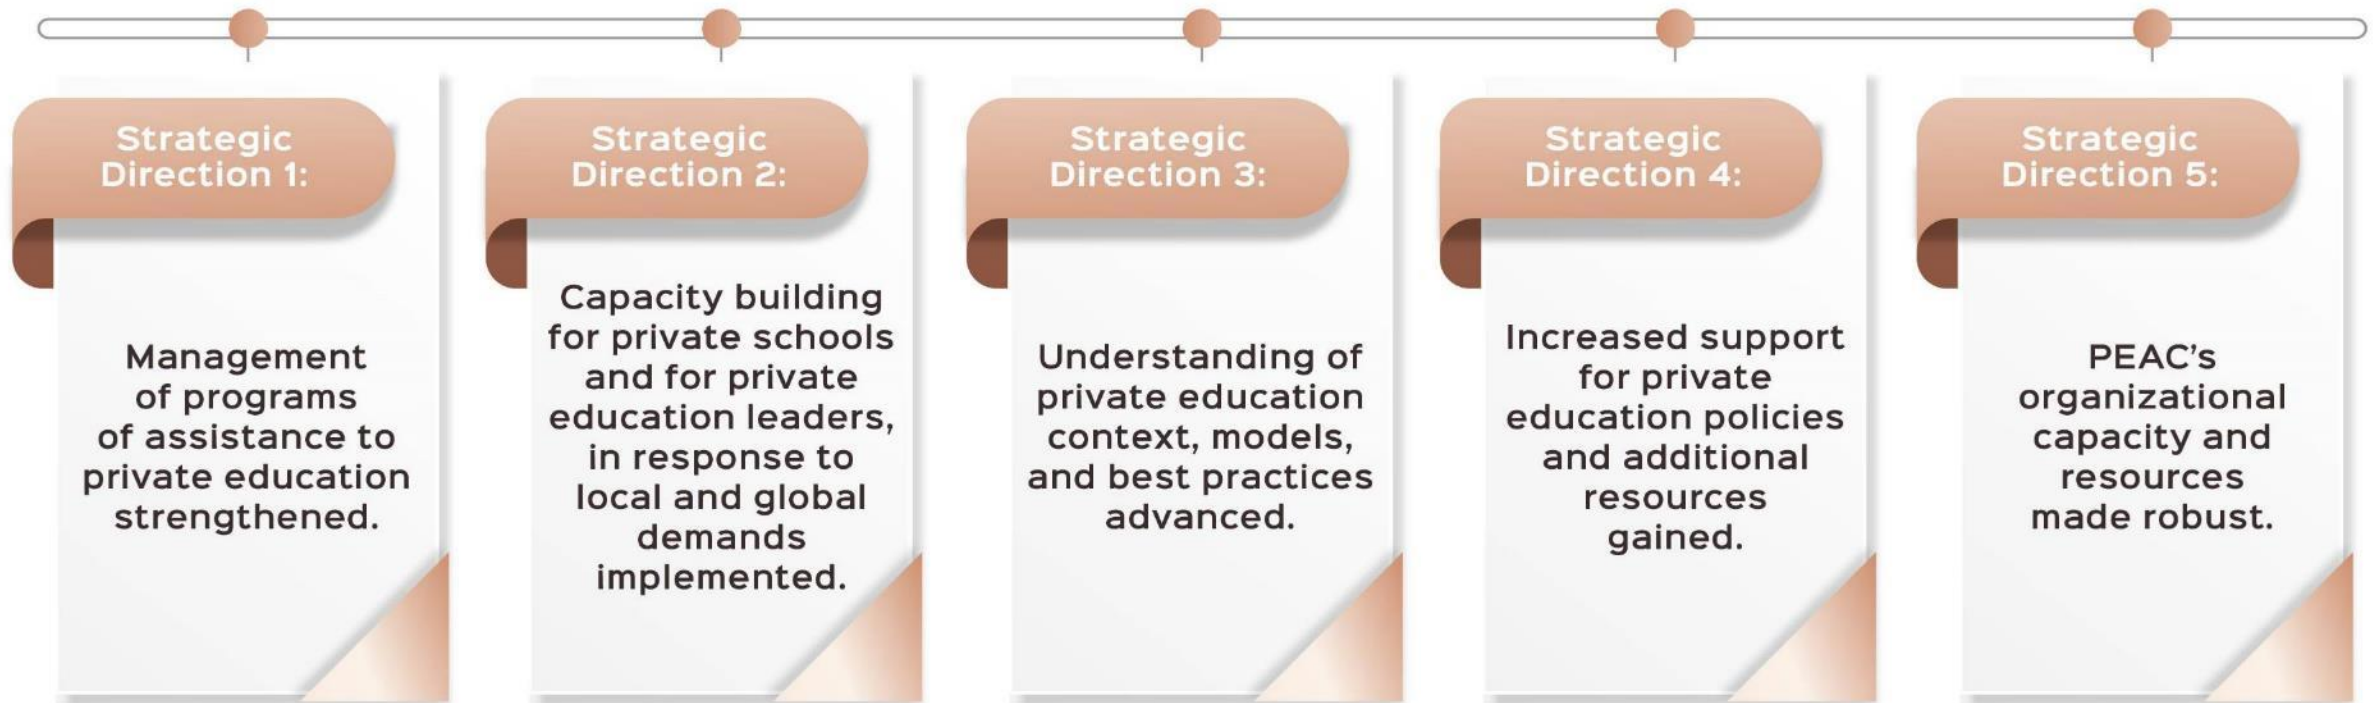 Strategic
Direction 1:
Management
of programs
of assistance to
private education
strengthened.
Strategic
Direction 2:
Capacity building
for private schools
and for private
education leaders,
in response to
local and global
demands
implemented.
Strategic
Direction 3:
Understanding of
private education
context, models,
and best practices
advanced.
Strategic
Direction 4:
Increased support
for private
education policies
and additional
resources
gained.
Strategic
Direction 5:
PEAC's
organizational
capacity and
resources
made robust.